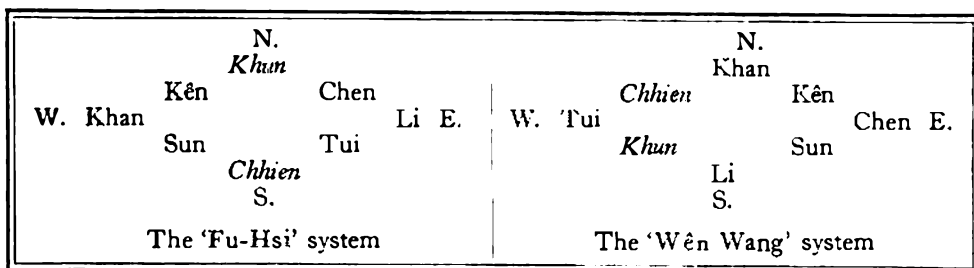 N. N.
Khun Khan
Kên Chen Chhien Kên
W. Khan Li E. W. Tui Chen E.
Sun Tui Khun Sun
Chhien Li
S. S.
The ‘Fu-Hsi’ system The ‘Wên Wang’ system